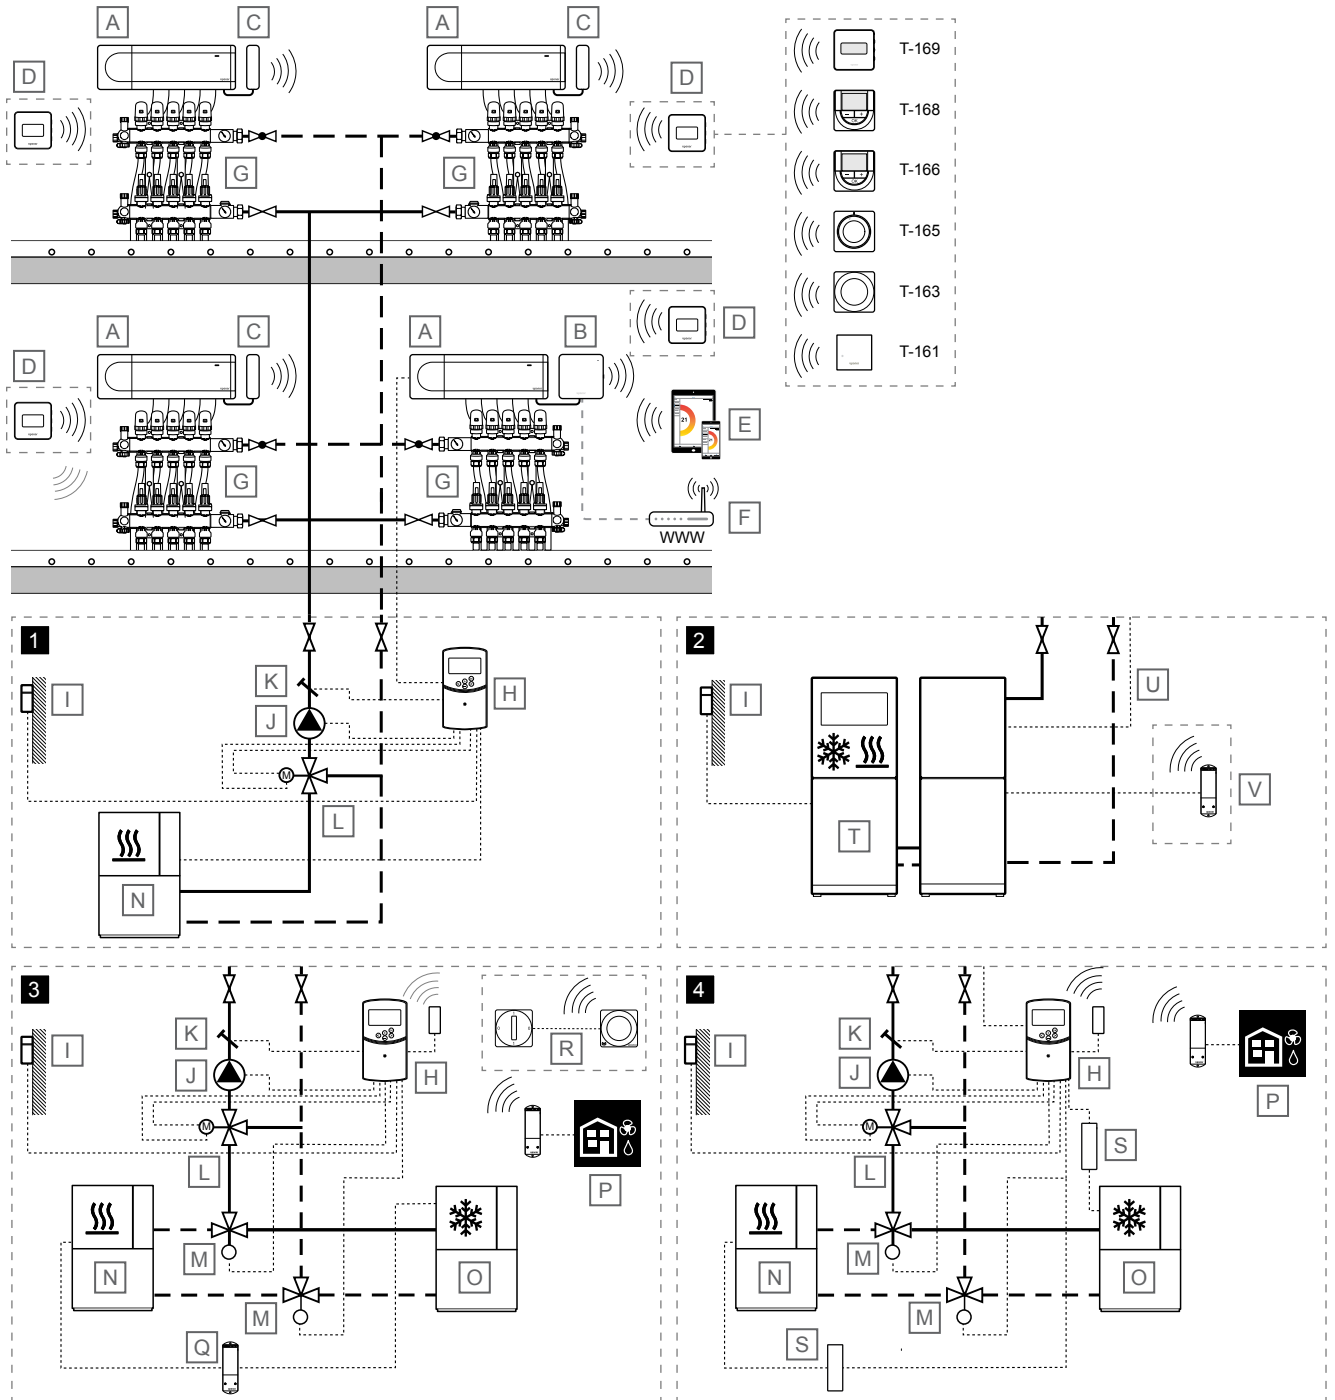 A C A C
D D T-169
T-168
G G T-166
T-165
T-163
D
A C A B T-161
D
E
G G
F
WWW
1 2
K H
I J I U
M
L T V
N
3 4
K R K
I J H I J H P
M M
L P L S
N M O N M O
M M
Q S